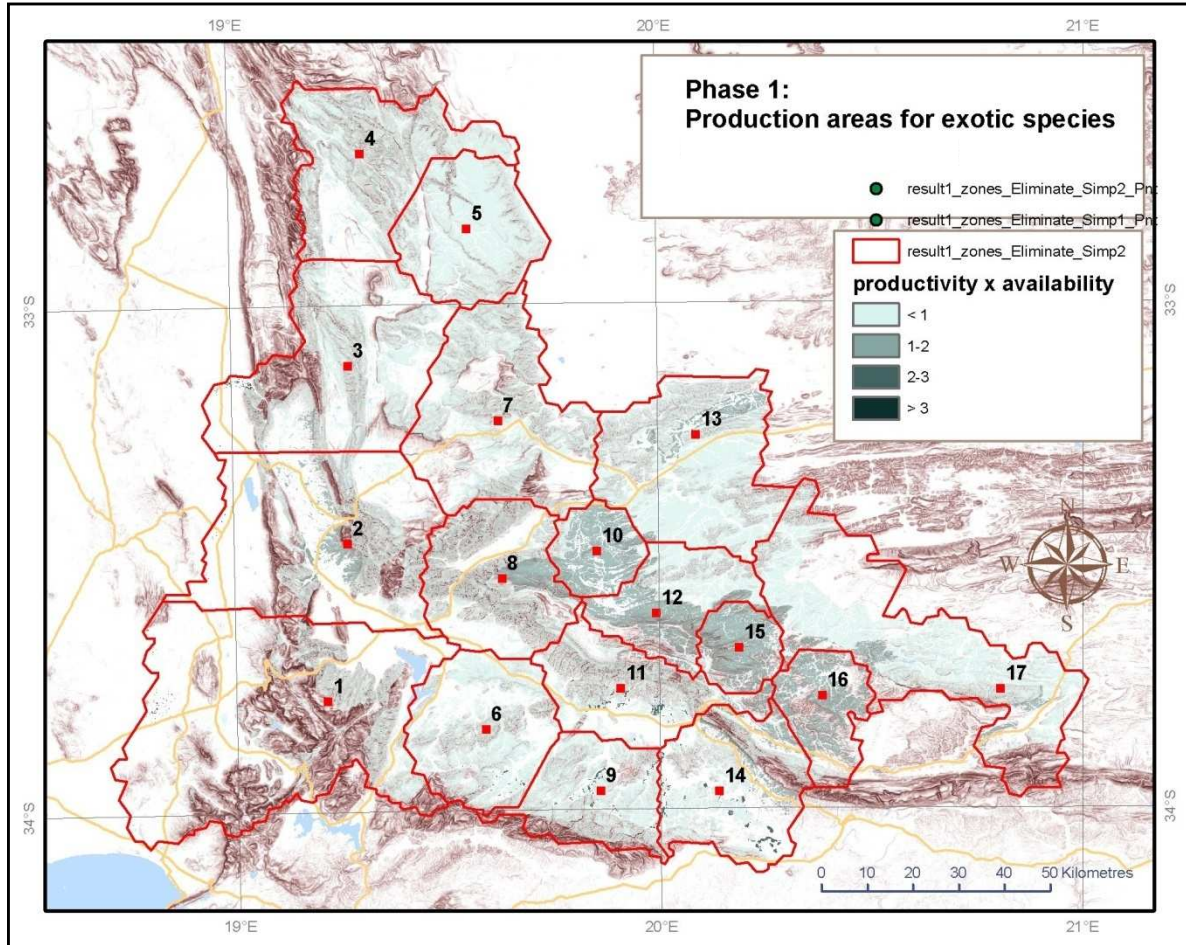 19°E
20°E
21°E
Phase 1:
Production areas for exotic species
result1_zones_Eliminate_Simp2_Pnt
result1_zones_Eliminate_Simp1_Pnt
result1_zones_Eliminate_Simp2
productivity x availability
< 1
1-2
2-3
> 3
4
5
33°S
33°S
3
7
13
2
10
8
12
15
11
16
17
1
6
9
14
N
W
E
S
34°S
34°S
0 10 20 30 40 50 Kilometres
19°E
20°E
21°E